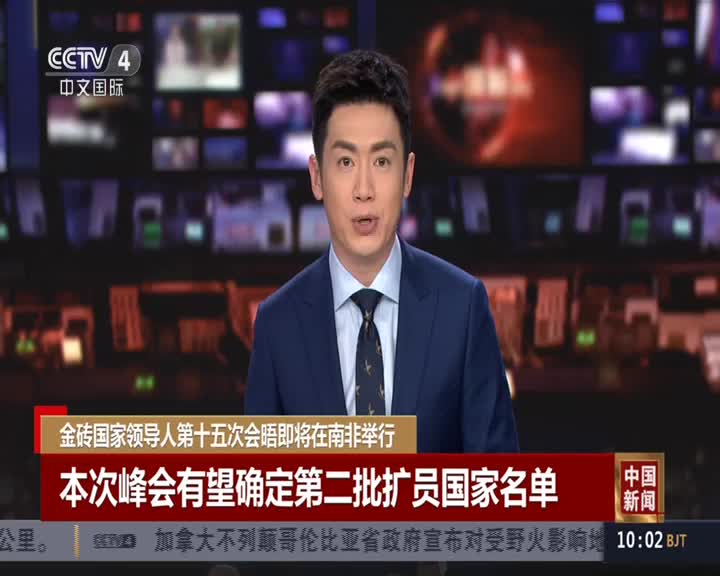 CCTV 4
中文国际
金砖国家领导人第十五次会晤即将在南非举行
本次峰会有望确定第二批扩员国家名单
中国
新闻
公里。 CCTV 4 加拿大不列颠哥伦比亚省政府宣布对受野火影响地
10:02 BJT